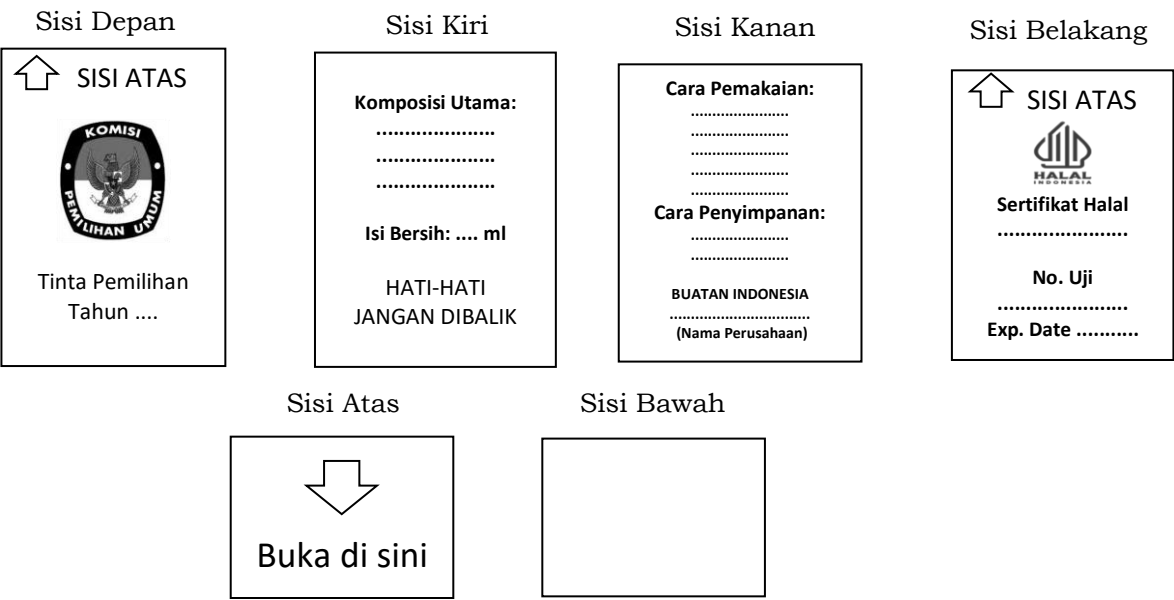 Sisi Depan
SISI ATAS
KOMISI
PEMILIHAN UMUM
Tinta Pemilihan
Tahun ....
Sisi Kiri
Komposisi Utama:
.....................
.....................
.....................
Isi Bersih: .... ml
HATI-HATI
JANGAN DIBALIK
Sisi Kanan
Cara Pemakaian:
.......................
.......................
.......................
.......................
.......................
Cara Penyimpanan:
.......................
.......................
BUATAN INDONESIA
.................................
(Nama Perusahaan)
Sisi Belakang
SISI ATAS
HALAL
INDONESIA
Sertifikat Halal
.......................
No. Uji
.......................
Exp. Date ...........
Sisi Atas
Buka di sini
Sisi Bawah